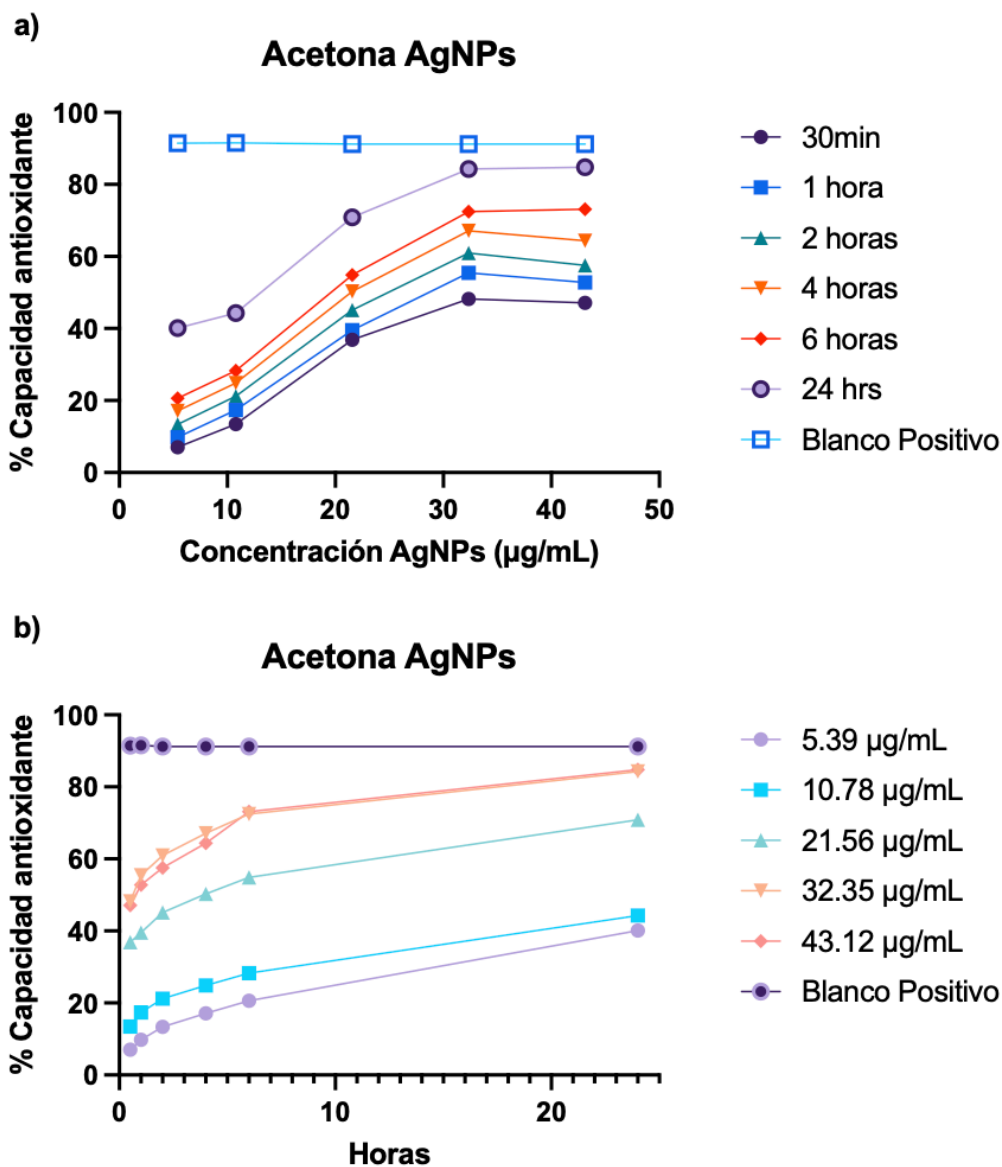 a)
Acetona AgNPs
% Capacidad antioxidante
100
80
60
40
20
0
0 10 20 30 40 50
Concentración AgNPs (µg/mL)
30min
1 hora
2 horas
4 horas
6 horas
24 hrs
Blanco Positivo
b)
Acetona AgNPs
% Capacidad antioxidante
100
80
60
40
20
0
0 10 20
Horas
5.39 µg/mL
10.78 µg/mL
21.56 µg/mL
32.35 µg/mL
43.12 µg/mL
Blanco Positivo